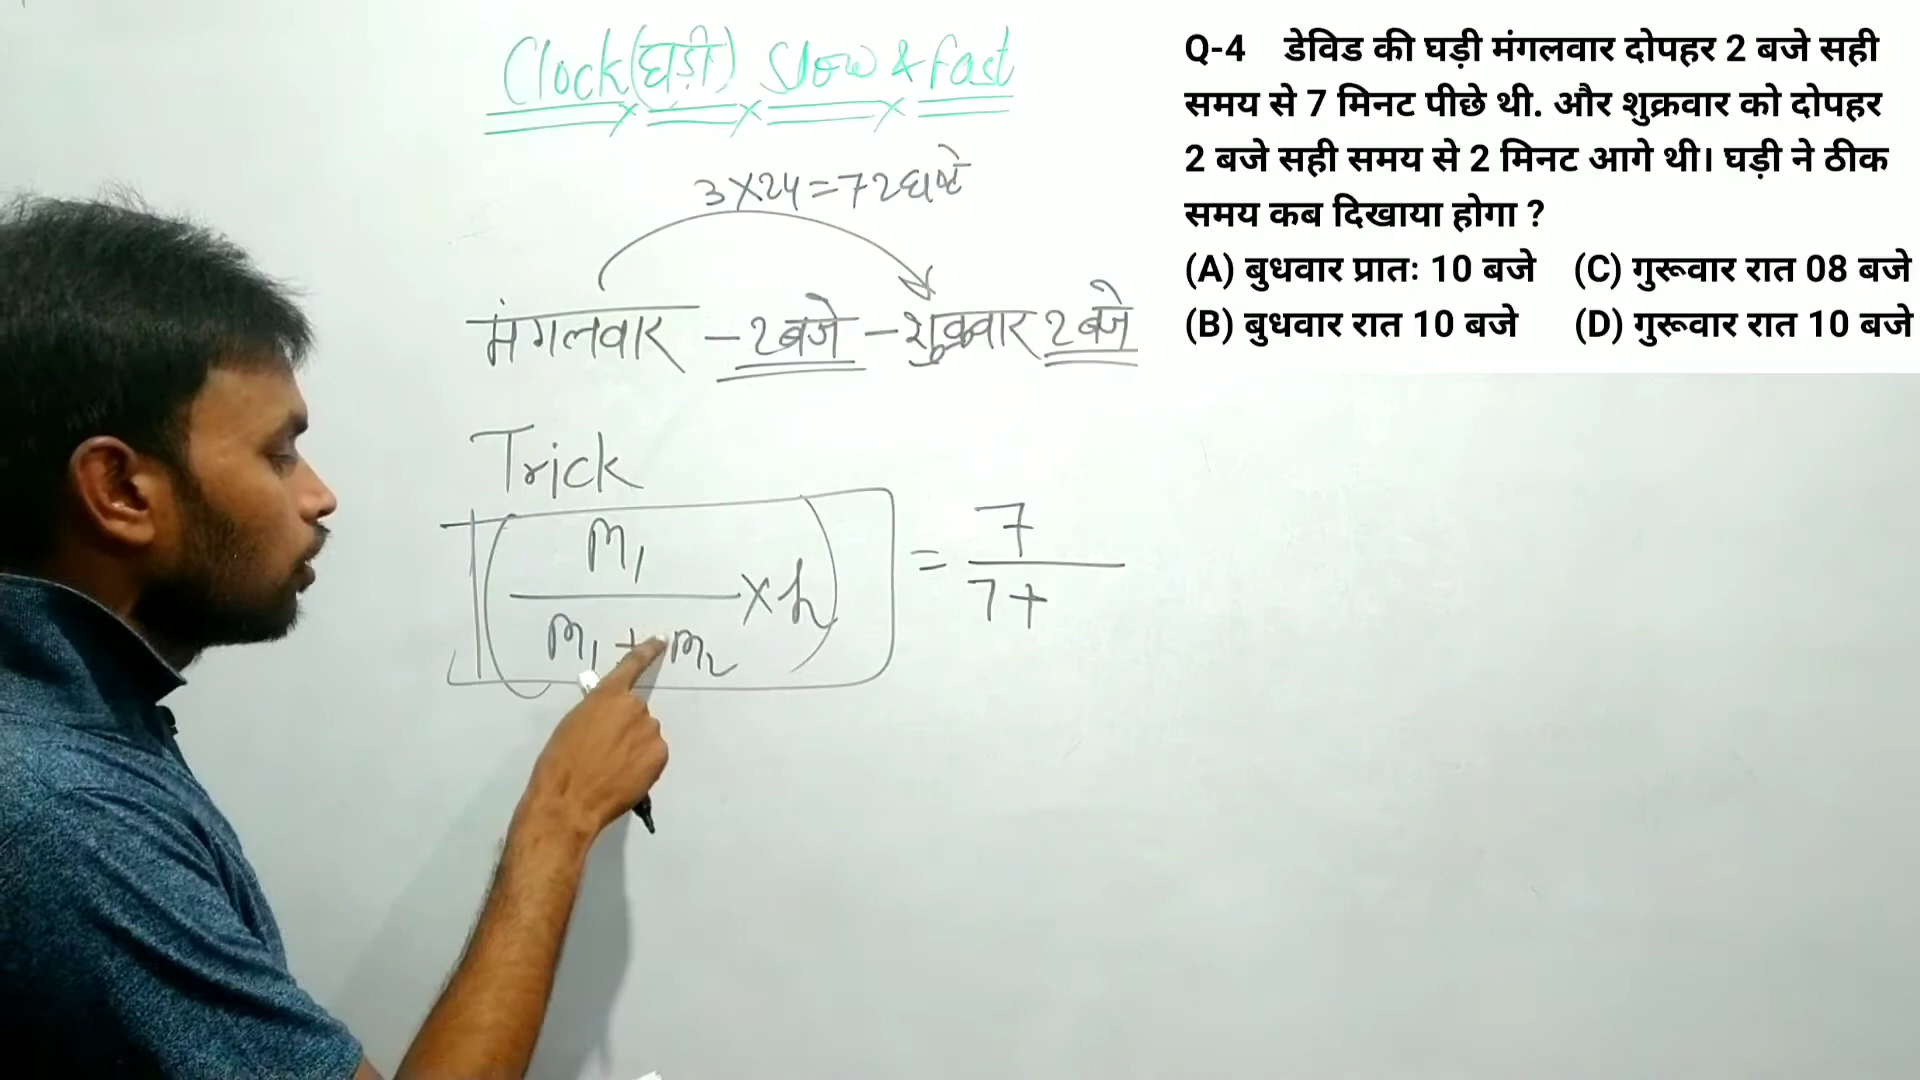 Clock(घड़ी) Slow & Fast
3×24=72घण्टे
मंगलवार – 2बजे – शुक्रवार 2बजे
Trick
m₁
m₁ + m₂
×h
=
7
7+
Q-4 डेविड की घड़ी मंगलवार दोपहर 2 बजे सही
समय से 7 मिनट पीछे थी. और शुक्रवार को दोपहर
2 बजे सही समय से 2 मिनट आगे थी। घड़ी ने ठीक
समय कब दिखाया होगा ?
(A) बुधवार प्रातः 10 बजे (C) गुरूवार रात 08 बजे
(B) बुधवार रात 10 बजे (D) गुरूवार रात 10 बजे